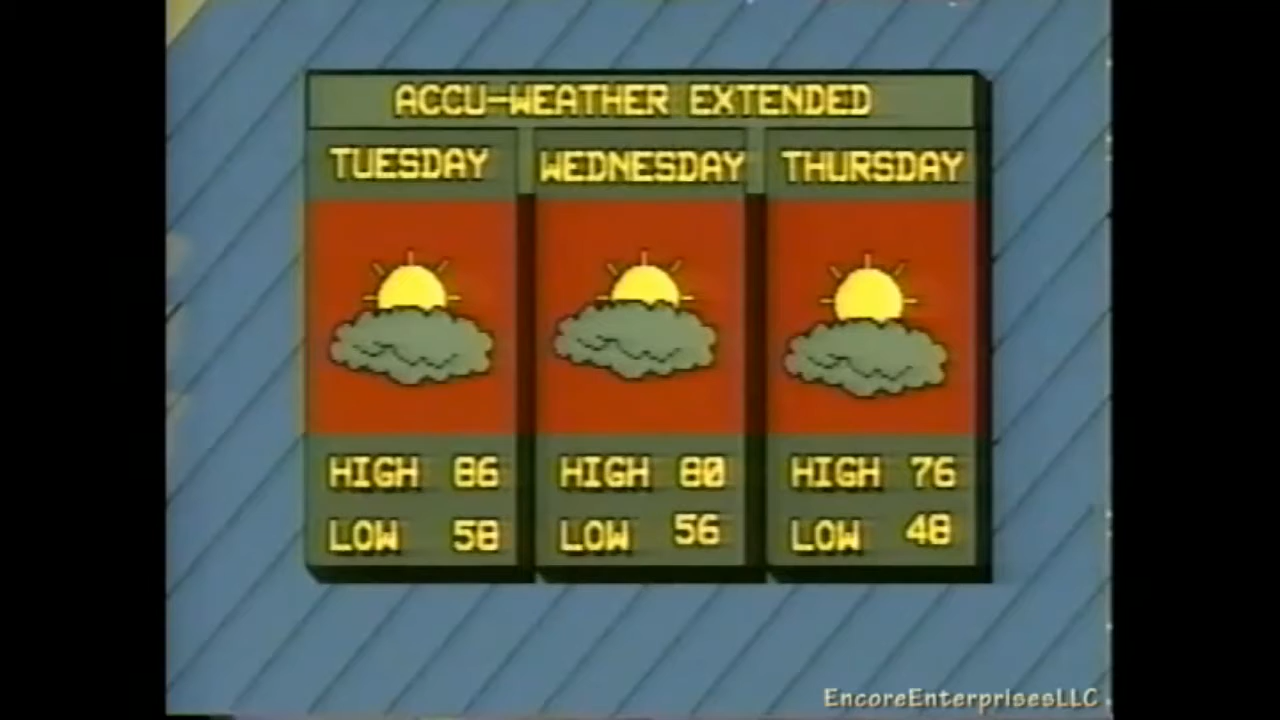 ACCU-WEATHER EXTENDED
TUESDAY WEDNESDAY THURSDAY
HIGH 86 HIGH 80 HIGH 76
LOW 58 LOW 56 LOW 48
EncoreEnterprisesLLC